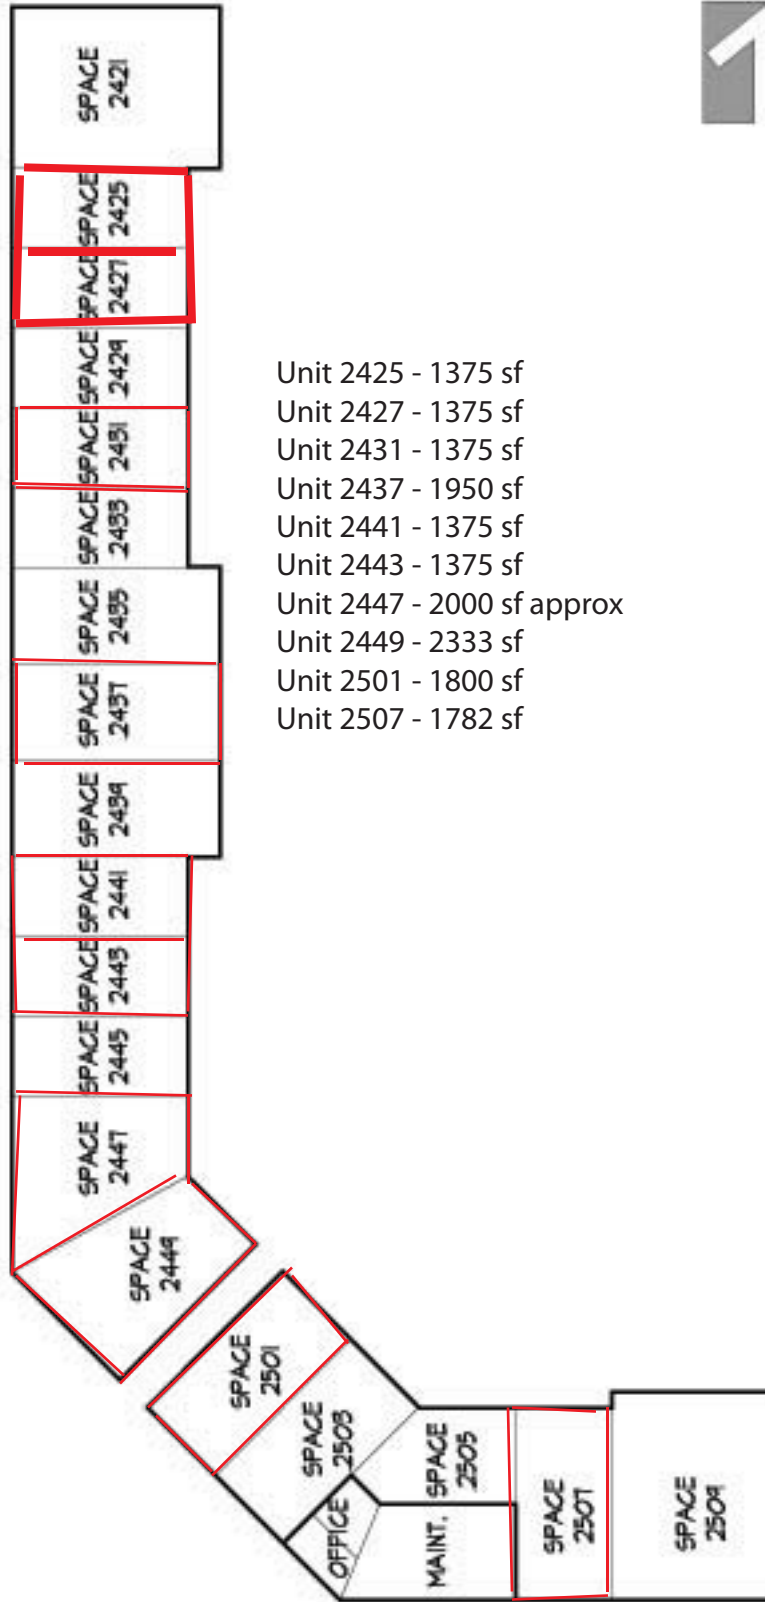 SPACE
2421
SPACE
2425
SPACE
2427
SPACE
2429
SPACE
2431
SPACE
2433
SPACE
2435
SPACE
2437
SPACE
2439
SPACE
2441
SPACE
2443
SPACE
2445
SPACE
2447
SPACE
2449
SPACE
2501
SPACE
2503
SPACE
2505
SPACE
2507
SPACE
2509
OFFICE
MAINT.
Unit 2425 - 1375 sf
Unit 2427 - 1375 sf
Unit 2431 - 1375 sf
Unit 2437 - 1950 sf
Unit 2441 - 1375 sf
Unit 2443 - 1375 sf
Unit 2447 - 2000 sf approx
Unit 2449 - 2333 sf
Unit 2501 - 1800 sf
Unit 2507 - 1782 sf